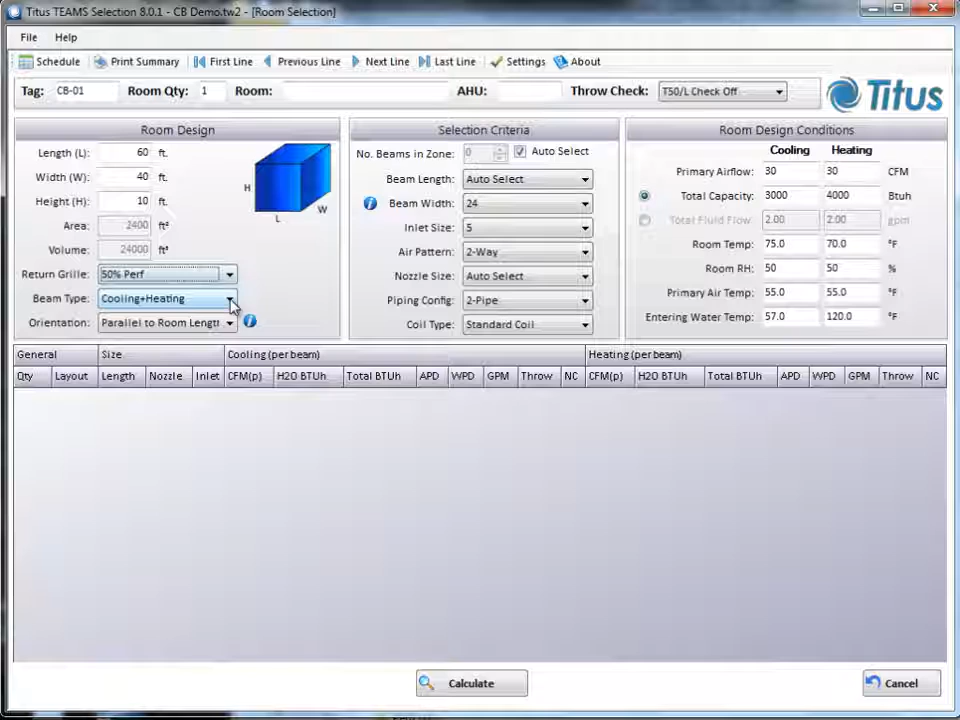 Titus TEAMS Selection 8.0.1 - CB Demo.tw2 - [Room Selection]
File Help
Schedule Print Summary First Line Previous Line Next Line Last Line Settings About
Tag: CB-01 Room Qty: 1 Room: AHU: Throw Check: T50/L Check Off Titus
Room Design
Length (L): 60 ft.
Width (W): 40 ft.
Height (H): 10 ft.
Area: 2400 ft²
Volume: 24000 ft³
H
L
W
Return Grille: 50% Perf
Beam Type: Cooling+Heating
Orientation: Parallel to Room Lengt
Selection Criteria
No. Beams in Zone: 0 Auto Select
Beam Length: Auto Select
Beam Width: 24
Inlet Size: 5
Air Pattern: 2-Way
Nozzle Size: Auto Select
Piping Config: 2-Pipe
Coil Type: Standard Coil
Room Design Conditions
Cooling Heating
Primary Airflow: 30 30 CFM
Total Capacity: 3000 4000 Btuh
Total Fluid Flow: 2.00 2.00 gpm
Room Temp: 75.0 70.0 °F
Room RH: 50 50 %
Primary Air Temp: 55.0 55.0 °F
Entering Water Temp: 57.0 120.0 °F
General Size Cooling (per beam) Heating (per beam)
Qty Layout Length Nozzle Inlet CFM(p) H2O BTUh Total BTUh APD WPD GPM Throw NC CFM(p) H2O BTUh Total BTUh APD WPD GPM Throw NC
Calculate Cancel